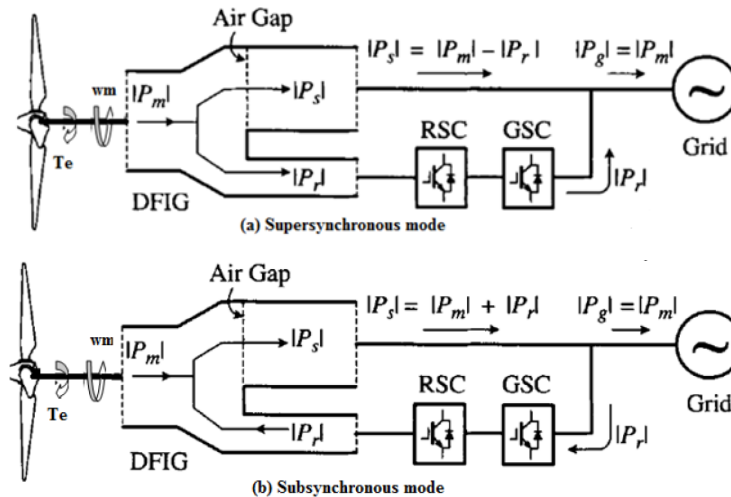 Air Gap
|Ps| = |Pm| – |Pr|
|Pg| = |Pm|
|Pm|
wm
|Ps|
Te
RSC
GSC
Grid
|Pr|
|Pr|
DFIG
(a) Supersynchronous mode
Air Gap
|Ps| = |Pm| + |Pr|
|Pg| = |Pm|
wm
|Pm|
|Ps|
Te
RSC
GSC
Grid
|Pr|
|Pr|
DFIG
(b) Subsynchronous mode